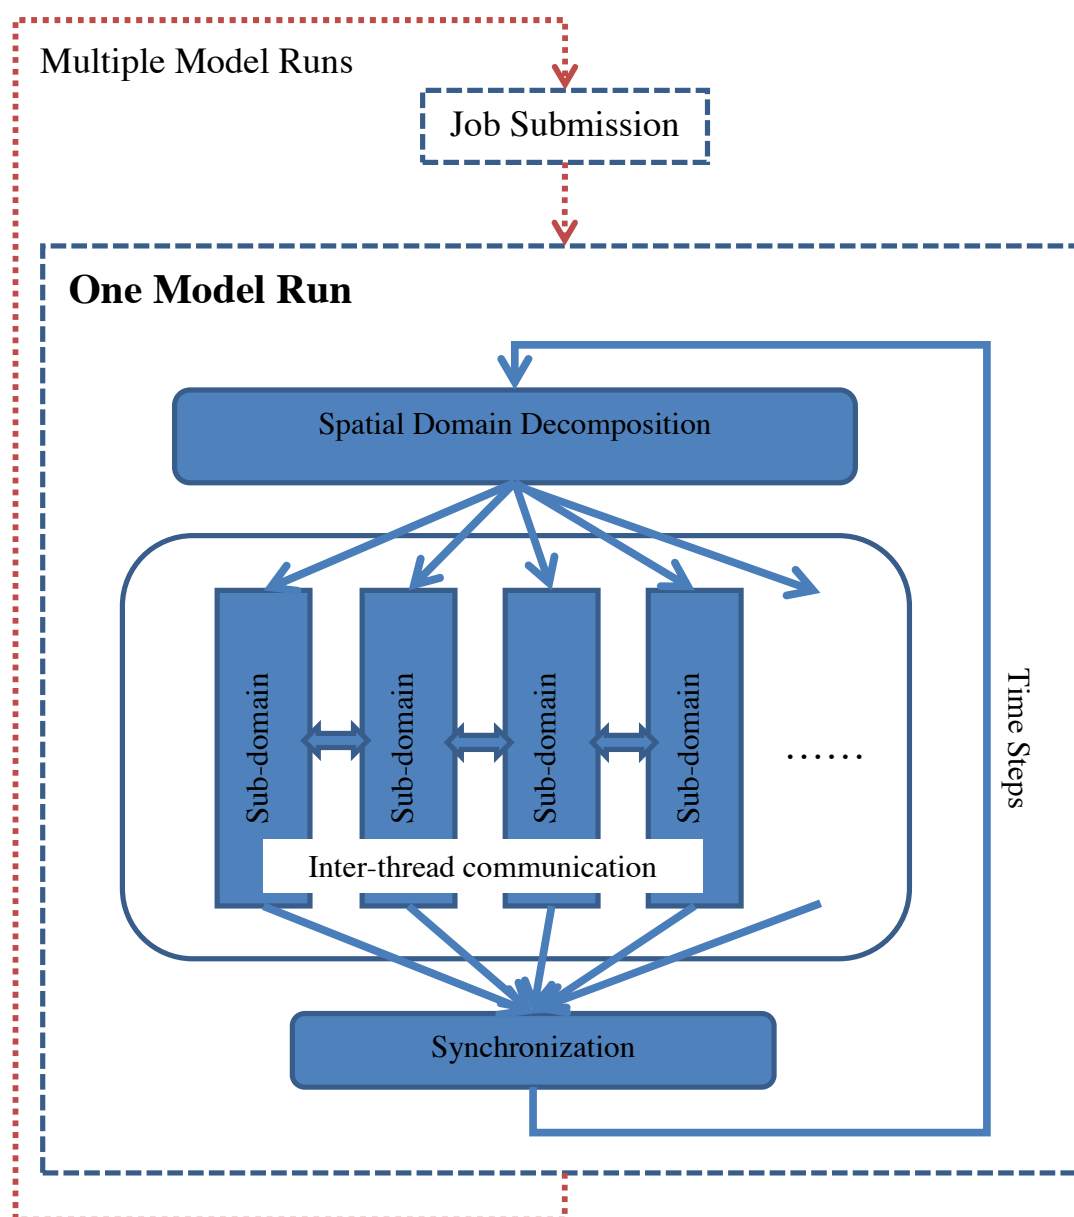 Multiple Model Runs
Job Submission
One Model Run
Spatial Domain Decomposition
Sub-domain
Sub-domain
Sub-domain
Sub-domain
......
Inter-thread communication
Time Steps
Synchronization